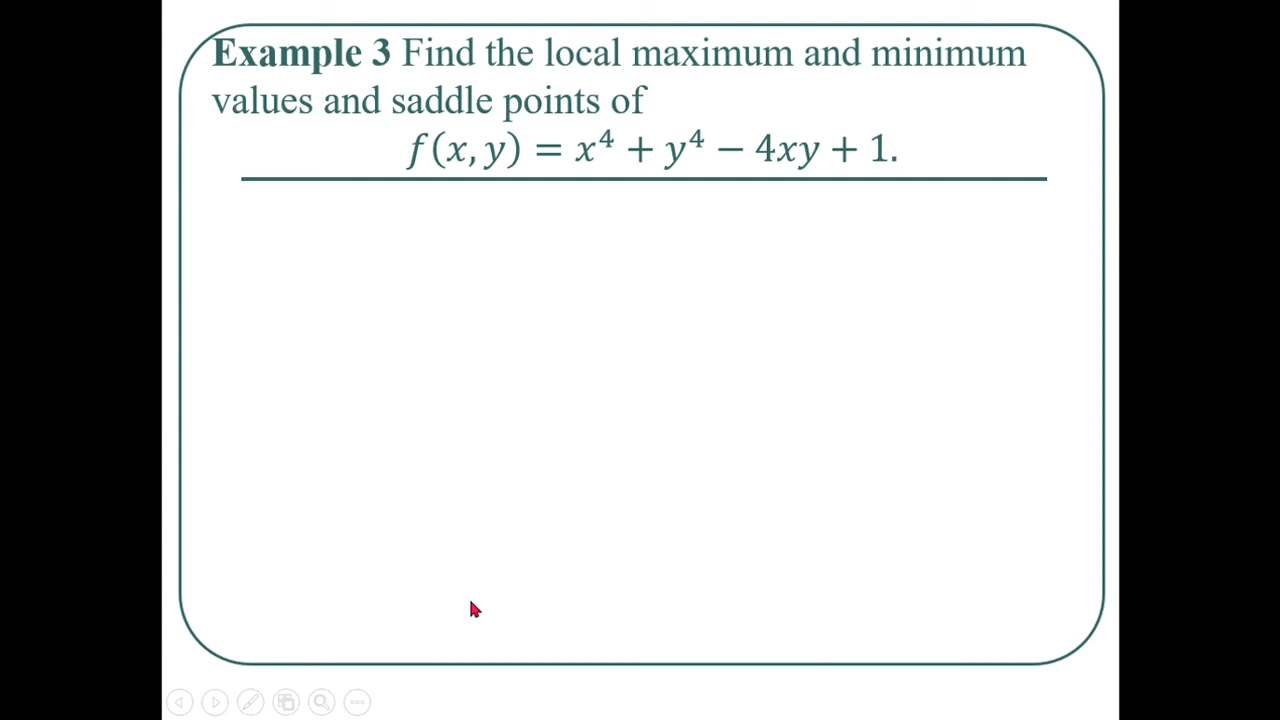 Example 3 Find the local maximum and minimum
values and saddle points of
f(x, y) = x⁴ + y⁴ − 4xy + 1.